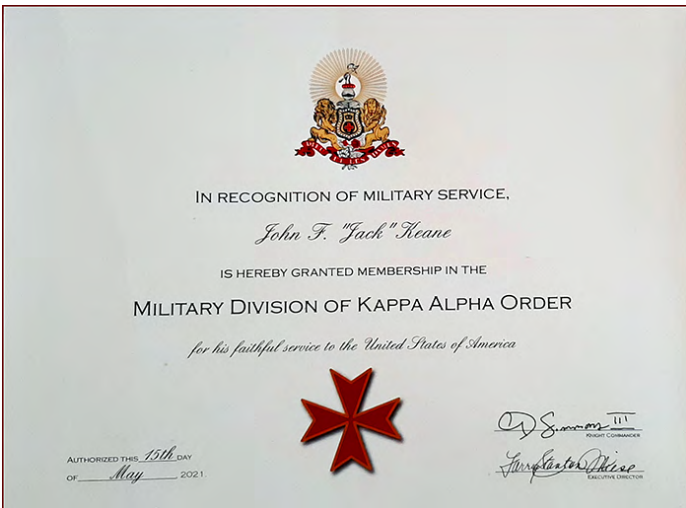 IN RECOGNITION OF MILITARY SERVICE,
John F. "Jack" Keane
IS HEREBY GRANTED MEMBERSHIP IN THE
MILITARY DIVISION OF KAPPA ALPHA ORDER
for his faithful service to the United States of America
KNIGHT COMMANDER
AUTHORIZED THIS 15th DAY
OF May 2021.
EXECUTIVE DIRECTOR